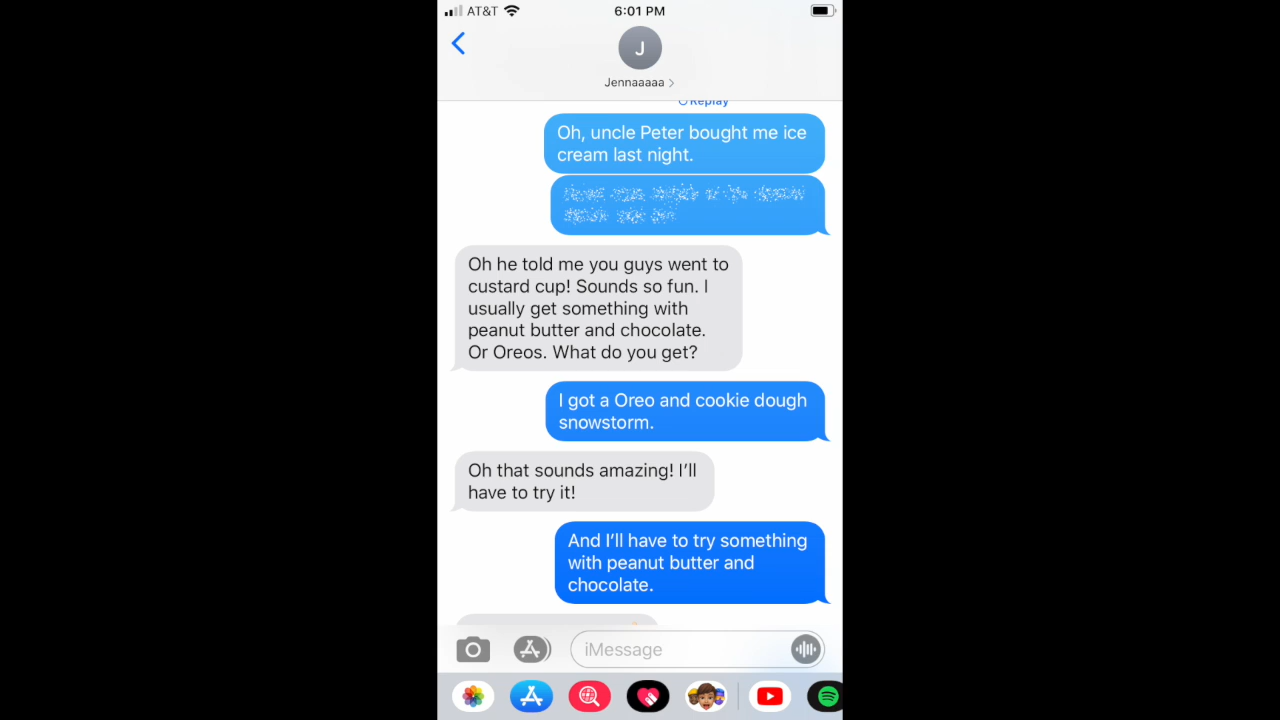 AT&T
6:01 PM
J
Jennaaaaa
Replay
Oh, uncle Peter bought me ice
cream last night.
Oh he told me you guys went to
custard cup! Sounds so fun. I
usually get something with
peanut butter and chocolate.
Or Oreos. What do you get?
I got a Oreo and cookie dough
snowstorm.
Oh that sounds amazing! I'll
have to try it!
And I'll have to try something
with peanut butter and
chocolate.
iMessage